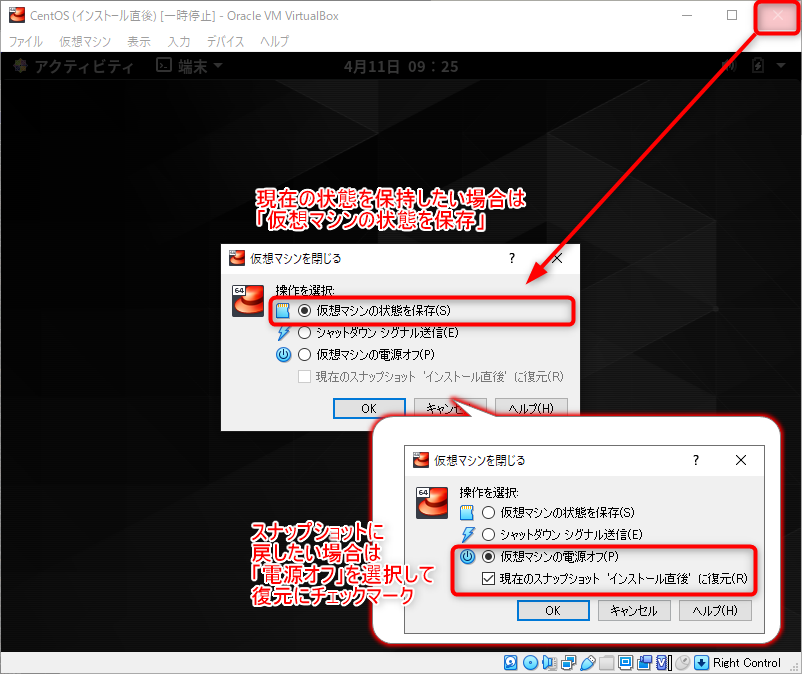 CentOS (インストール直後) [一時停止] - Oracle VM VirtualBox
ファイル 仮想マシン 表示 入力 デバイス ヘルプ
アクティビティ 端末 4月11日 09:25
現在の状態を保持したい場合は
「仮想マシンの状態を保存」
仮想マシンを閉じる ?
64
操作を選択:
仮想マシンの状態を保存(S)
シャットダウン シグナル送信(E)
仮想マシンの電源オフ(P)
現在のスナップショット 'インストール直後' に復元(R)
OK キャンセル ヘルプ(H)
仮想マシンを閉じる ?
64
操作を選択:
仮想マシンの状態を保存(S)
シャットダウン シグナル送信(E)
仮想マシンの電源オフ(P)
現在のスナップショット 'インストール直後' に復元(R)
OK キャンセル ヘルプ(H)
スナップショットに
戻したい場合は
「電源オフ」を選択して
復元にチェックマーク
Right Control